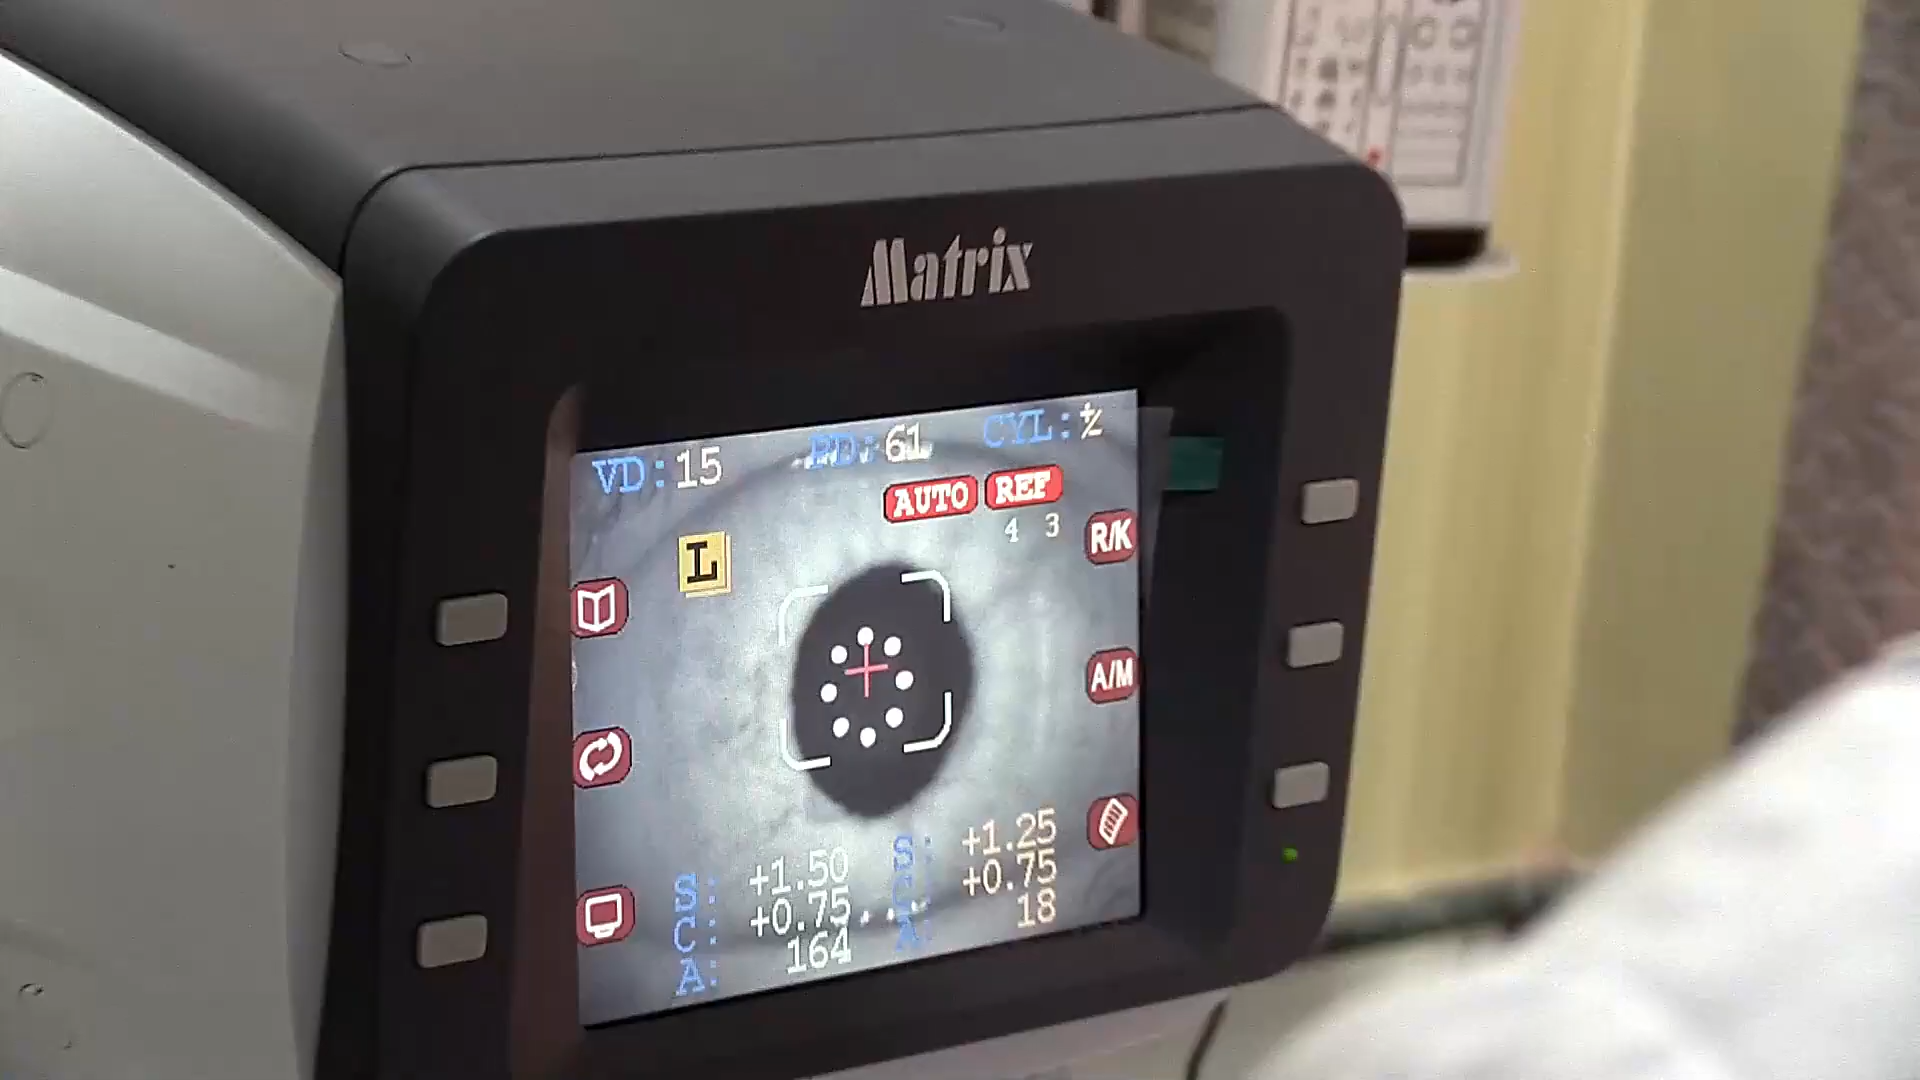 Matrix
VD:15 PD:61 CYL:±
AUTO REF
4 3
L
R/K
A/M
S: +1.50 S: +1.25
C: +0.75 C: +0.75
A: 164 A: 18